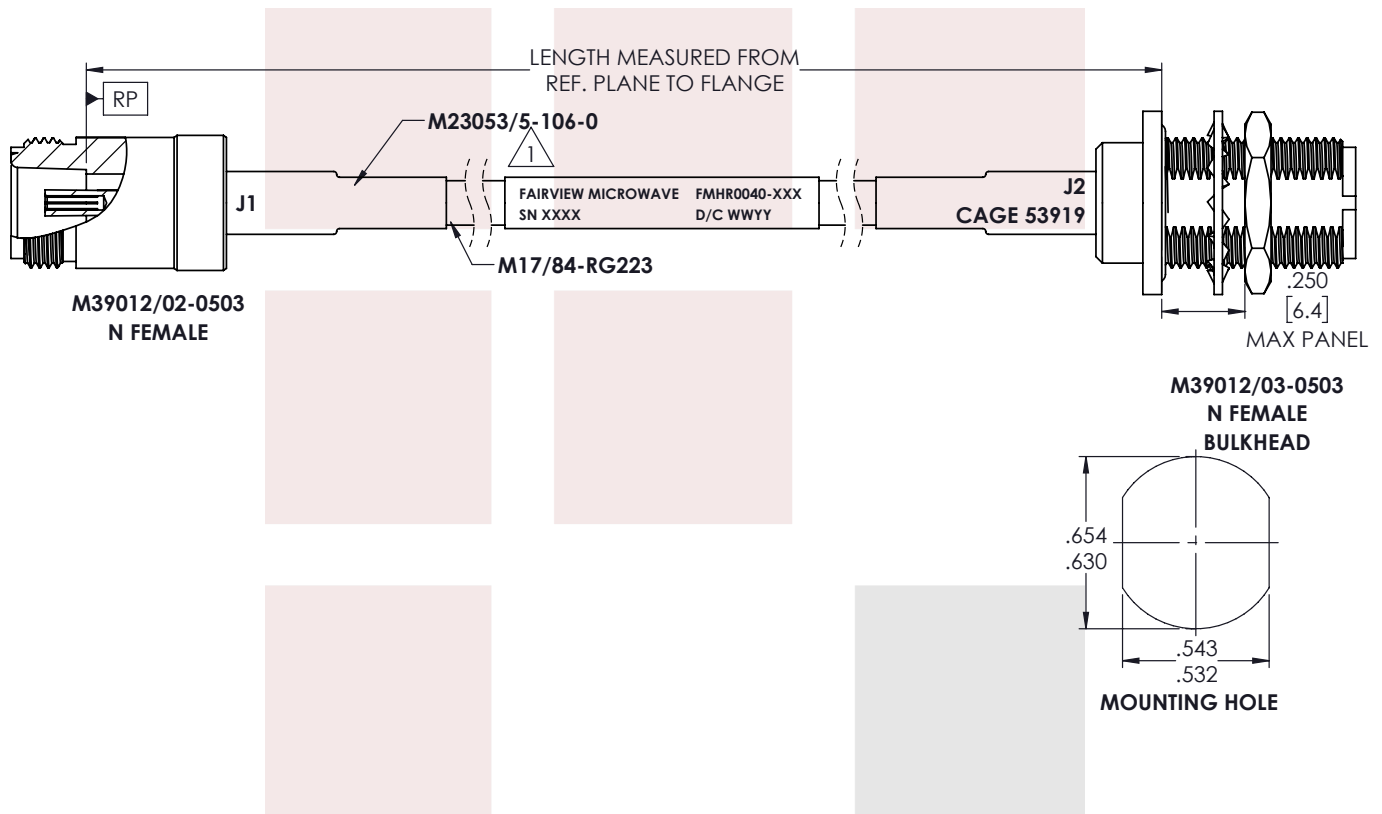 LENGTH MEASURED FROM
REF. PLANE TO FLANGE
RP
M23053/5-106-0
1
J1
FAIRVIEW MICROWAVE FMHR0040-XXX
SN XXXX D/C WWYY
J2
CAGE 53919
M17/84-RG223
M39012/02-0503
N FEMALE
.250
[6.4]
MAX PANEL
M39012/03-0503
N FEMALE
BULKHEAD
.654
.630
.543
.532
MOUNTING HOLE